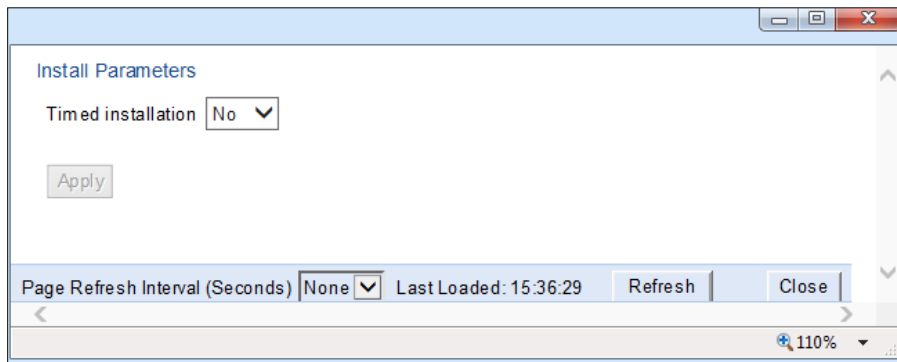 Install Parameters
Timed installation No
Apply
Page Refresh Interval (Seconds) None Last Loaded: 15:36:29 Refresh Close
110%